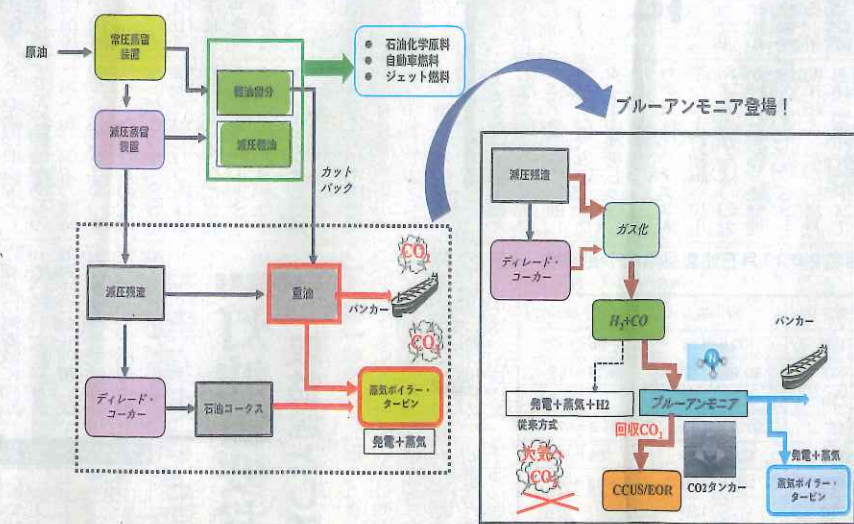 原油
常圧蒸留
装置
減圧蒸留
装置
軽油留分
減圧軽油
● 石油化学原料
● 自動車燃料
● ジェット燃料
カット
バック
減圧残渣
重油
CO₂
バンカー
CO₂
ディレード・
コーカー
石油コークス
蒸気ボイラー・
タービン
発電+蒸気
ブルーアンモニア登場！
減圧残渣
ガス化
ディレード・
コーカー
H₂+CO
バンカー
発電+蒸気+H2
従来方式
ブルーアンモニア
回収CO₂
大気へ
CO₂
CCUS/EOR
CO2タンカー
発電+蒸気
蒸気ボイラー・
タービン